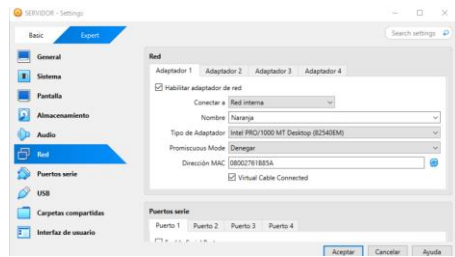 SERVIDOR - Settings
Basic Expert
Search settings
General
Sistema
Pantalla
Almacenamiento
Audio
Red
Puertos serie
USB
Carpetas compartidas
Interfaz de usuario
Red
Adaptador 1 Adaptador 2 Adaptador 3 Adaptador 4
Habilitar adaptador de red
Conectar a Red interna
Nombre Naranja
Tipo de Adaptador Intel PRO/1000 MT Desktop (82540EM)
Promiscuous Mode Denegar
Dirección MAC 08002761B85A
Virtual Cable Connected
Puertos serie
Puerto 1 Puerto 2 Puerto 3 Puerto 4
Aceptar Cancelar Ayuda